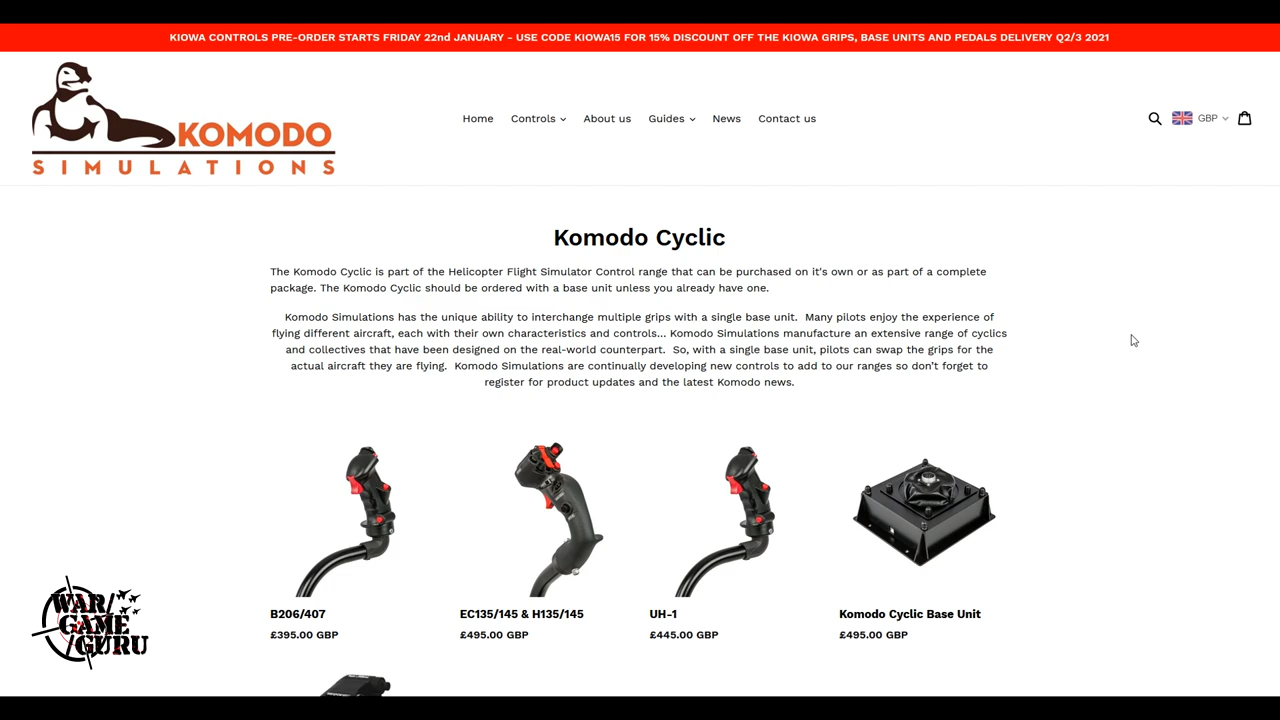 KIOWA CONTROLS PRE-ORDER STARTS FRIDAY 22nd JANUARY - USE CODE KIOWA15 FOR 15% DISCOUNT OFF THE KIOWA GRIPS, BASE UNITS AND PEDALS DELIVERY Q2/3 2021
KOMODO
SIMULATIONS
Home Controls About us Guides News Contact us
GBP
Komodo Cyclic
The Komodo Cyclic is part of the Helicopter Flight Simulator Control range that can be purchased on it's own or as part of a complete
package. The Komodo Cyclic should be ordered with a base unit unless you already have one.
Komodo Simulations has the unique ability to interchange multiple grips with a single base unit.  Many pilots enjoy the experience of
flying different aircraft, each with their own characteristics and controls... Komodo Simulations manufacture an extensive range of cyclics
and collectives that have been designed on the real-world counterpart.  So, with a single base unit, pilots can swap the grips for the
actual aircraft they are flying.  Komodo Simulations are continually developing new controls to add to our ranges so don’t forget to
register for product updates and the latest Komodo news.
B206/407
£395.00 GBP
EC135/145 & H135/145
£495.00 GBP
UH-1
£445.00 GBP
Komodo Cyclic Base Unit
£495.00 GBP
WAR/
GAME
/GURU